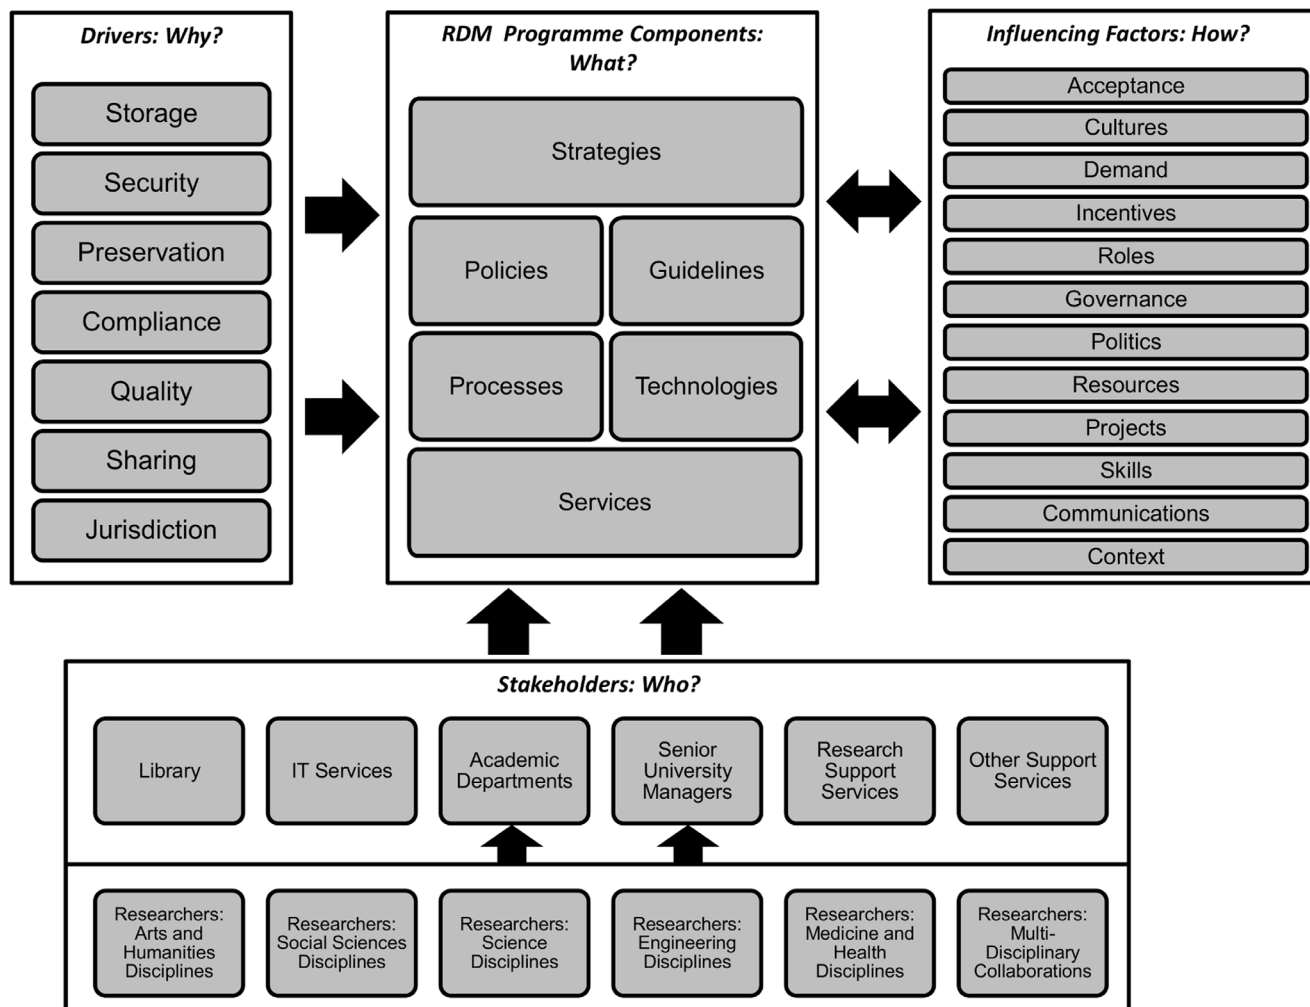 Drivers: Why?
Storage
Security
Preservation
Compliance
Quality
Sharing
Jurisdiction
RDM Programme Components:
What?
Strategies
Policies
Guidelines
Processes
Technologies
Services
Influencing Factors: How?
Acceptance
Cultures
Demand
Incentives
Roles
Governance
Politics
Resources
Projects
Skills
Communications
Context
Stakeholders: Who?
Library
IT Services
Academic
Departments
Senior
University
Managers
Research
Support
Services
Other Support
Services
Researchers:
Arts and
Humanities
Disciplines
Researchers:
Social Sciences
Disciplines
Researchers:
Science
Disciplines
Researchers:
Engineering
Disciplines
Researchers:
Medicine and
Health
Disciplines
Researchers:
Multi-
Disciplinary
Collaborations